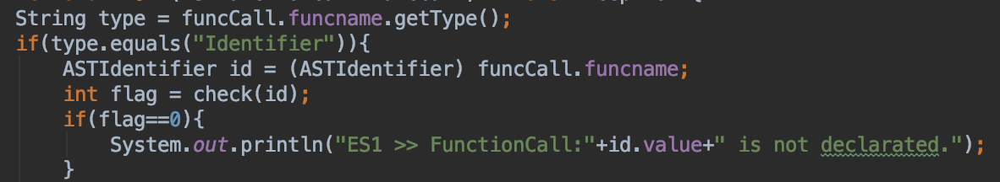 String type = funcCall.funcname.getType();
if(type.equals("Identifier")){
ASTIdentifier id = (ASTIdentifier) funcCall.funcname;
int flag = check(id);
if(flag==0){
System.out.println("ES1 >> FunctionCall:"+id.value+" is not declarated.");
}